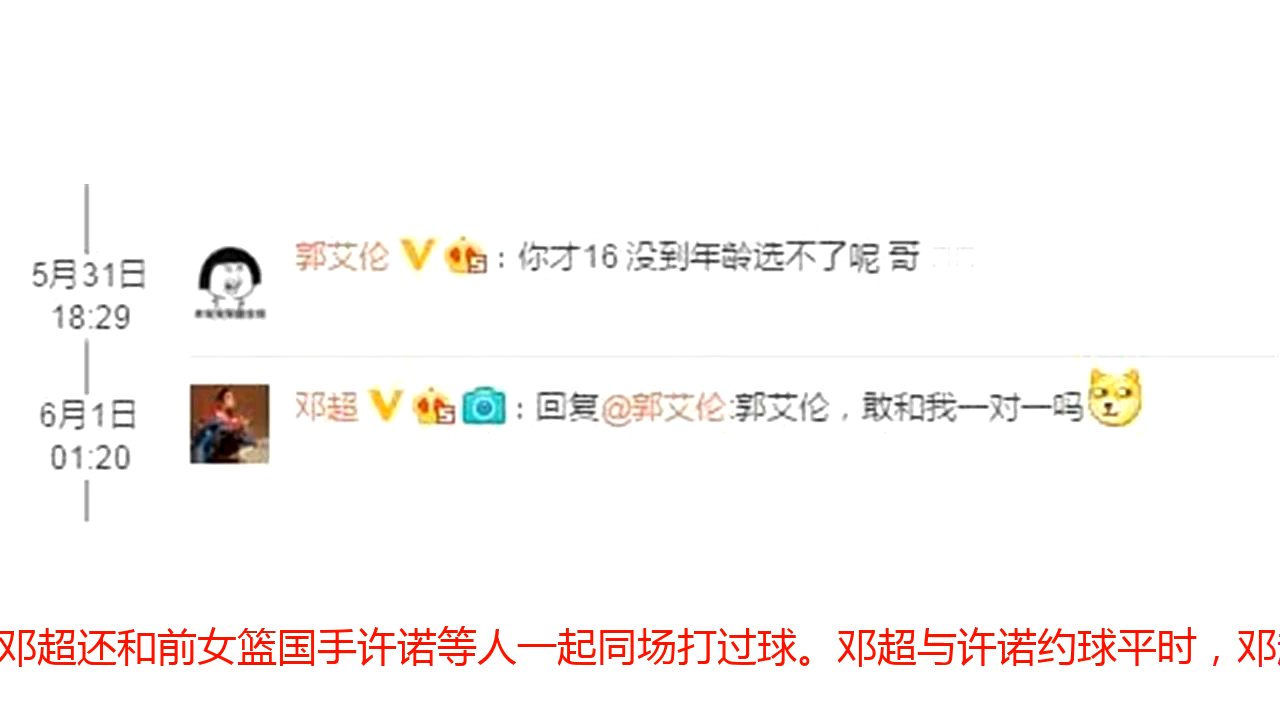 5月31日
18:29
郭艾伦：你才16 没到年龄选不了呢 哥
6月1日
01:20
邓超：回复@郭艾伦:郭艾伦，敢和我一对一吗
邓超还和前女篮国手许诺等人一起同场打过球。邓超与许诺约球平时，邓